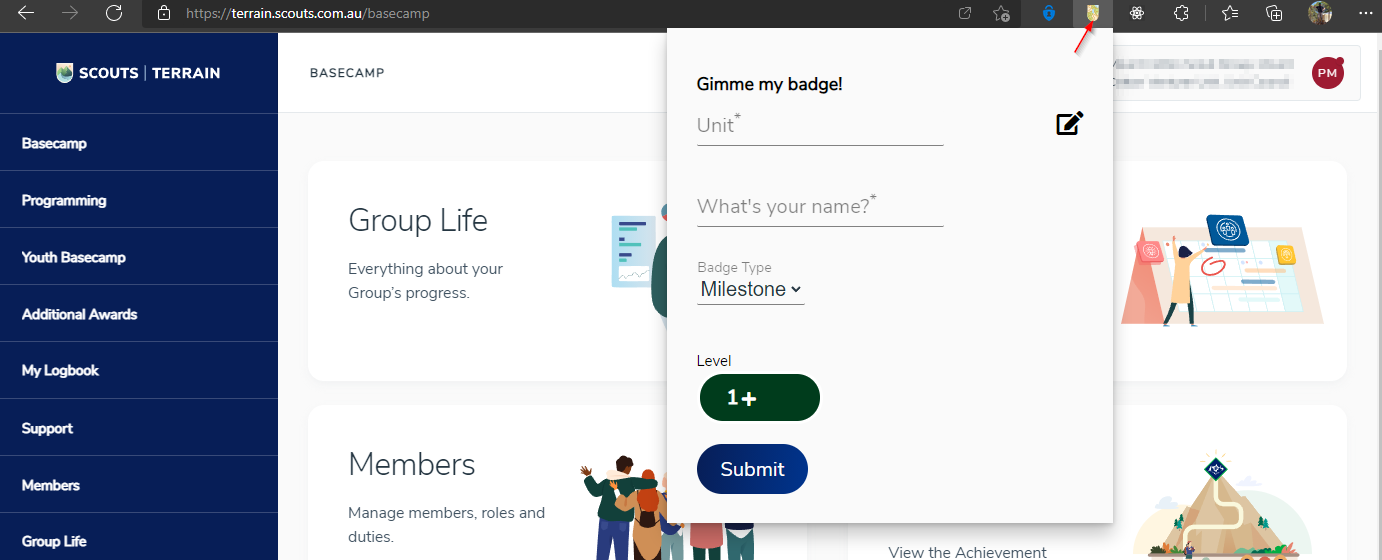 https://terrain.scouts.com.au/basecamp
SCOUTS | TERRAIN
BASECAMP
PM
Basecamp
Programming
Youth Basecamp
Additional Awards
My Logbook
Support
Members
Group Life
Group Life
Everything about your
Group's progress.
Members
Manage members, roles and
duties.
Gimme my badge!
Unit*
What's your name?*
Badge Type
Milestone
Level
1+
Submit
View the Achievement